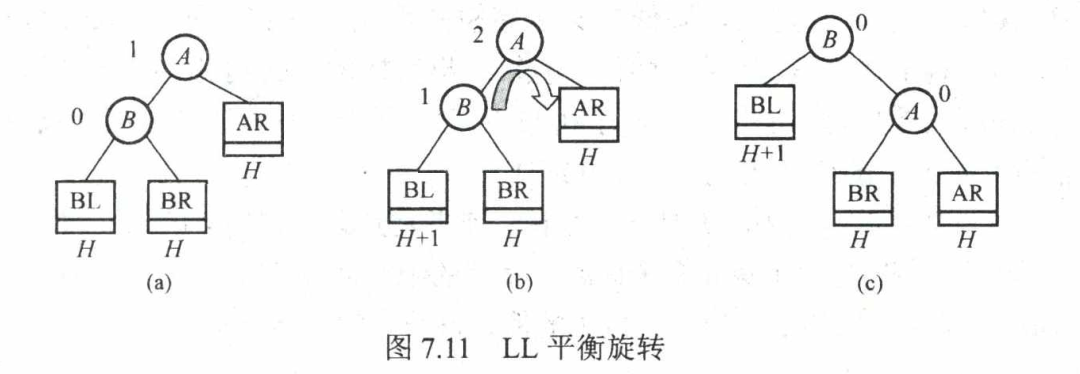 1 A
0 B AR
H
BL BR
H H
(a)
2 A
1 B AR
H
BL BR
H+1 H
(b)
B 0
BL A 0
H+1
BR AR
H H
(c)
图 7.11 LL 平衡旋转